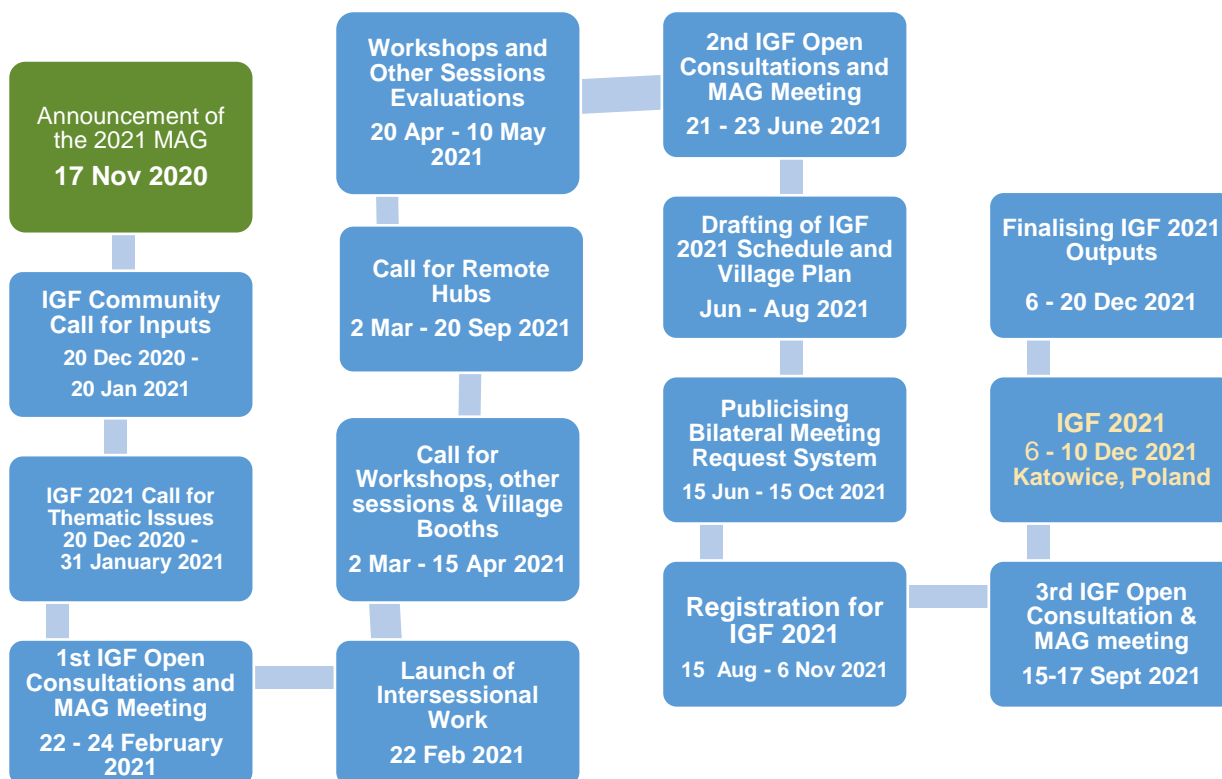 Announcement of
the 2021 MAG
17 Nov 2020
IGF Community
Call for Inputs
20 Dec 2020 -
20 Jan 2021
IGF 2021 Call for
Thematic Issues
20 Dec 2020 -
31 January 2021
1st IGF Open
Consultations and
MAG Meeting
22 - 24 February
2021
Launch of
Intersessional
Work
22 Feb 2021
Call for
Workshops, other
sessions & Village
Booths
2 Mar - 15 Apr 2021
Call for Remote
Hubs
2 Mar - 20 Sep 2021
Workshops and
Other Sessions
Evaluations
20 Apr - 10 May
2021
2nd IGF Open
Consultations and
MAG Meeting
21 - 23 June 2021
Drafting of IGF
2021 Schedule and
Village Plan
Jun - Aug 2021
Publicising
Bilateral Meeting
Request System
15 Jun - 15 Oct 2021
Registration for
IGF 2021
15 Aug - 6 Nov 2021
3rd IGF Open
Consultation &
MAG meeting
15-17 Sept 2021
IGF 2021
6 - 10 Dec 2021
Katowice, Poland
Finalising IGF 2021
Outputs
6 - 20 Dec 2021